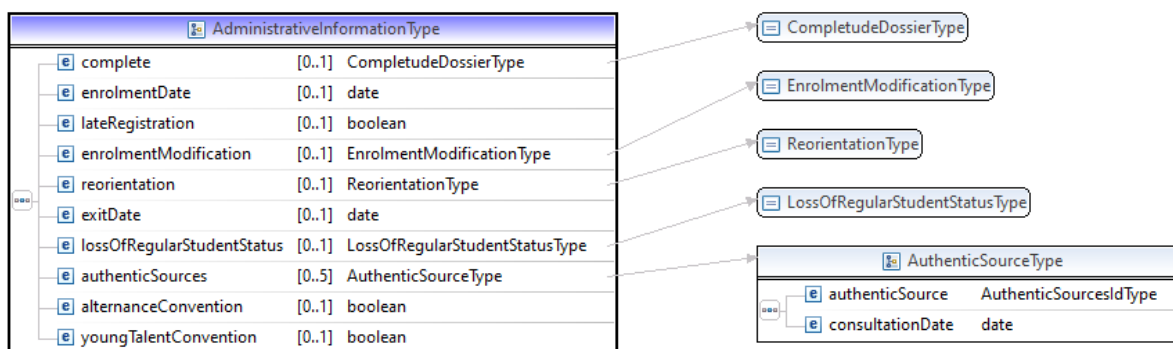 AdministrativeInformationType
e complete [0..1] CompletudeDossierType
e enrolmentDate [0..1] date
e lateRegistration [0..1] boolean
e enrolmentModification [0..1] EnrolmentModificationType
e reorientation [0..1] ReorientationType
e exitDate [0..1] date
e lossOfRegularStudentStatus [0..1] LossOfRegularStudentStatusType
e authenticSources [0..5] AuthenticSourceType
e alternanceConvention [0..1] boolean
e youngTalentConvention [0..1] boolean
CompletudeDossierType
EnrolmentModificationType
ReorientationType
LossOfRegularStudentStatusType
AuthenticSourceType
e authenticSource AuthenticSourcesIdType
e consultationDate date